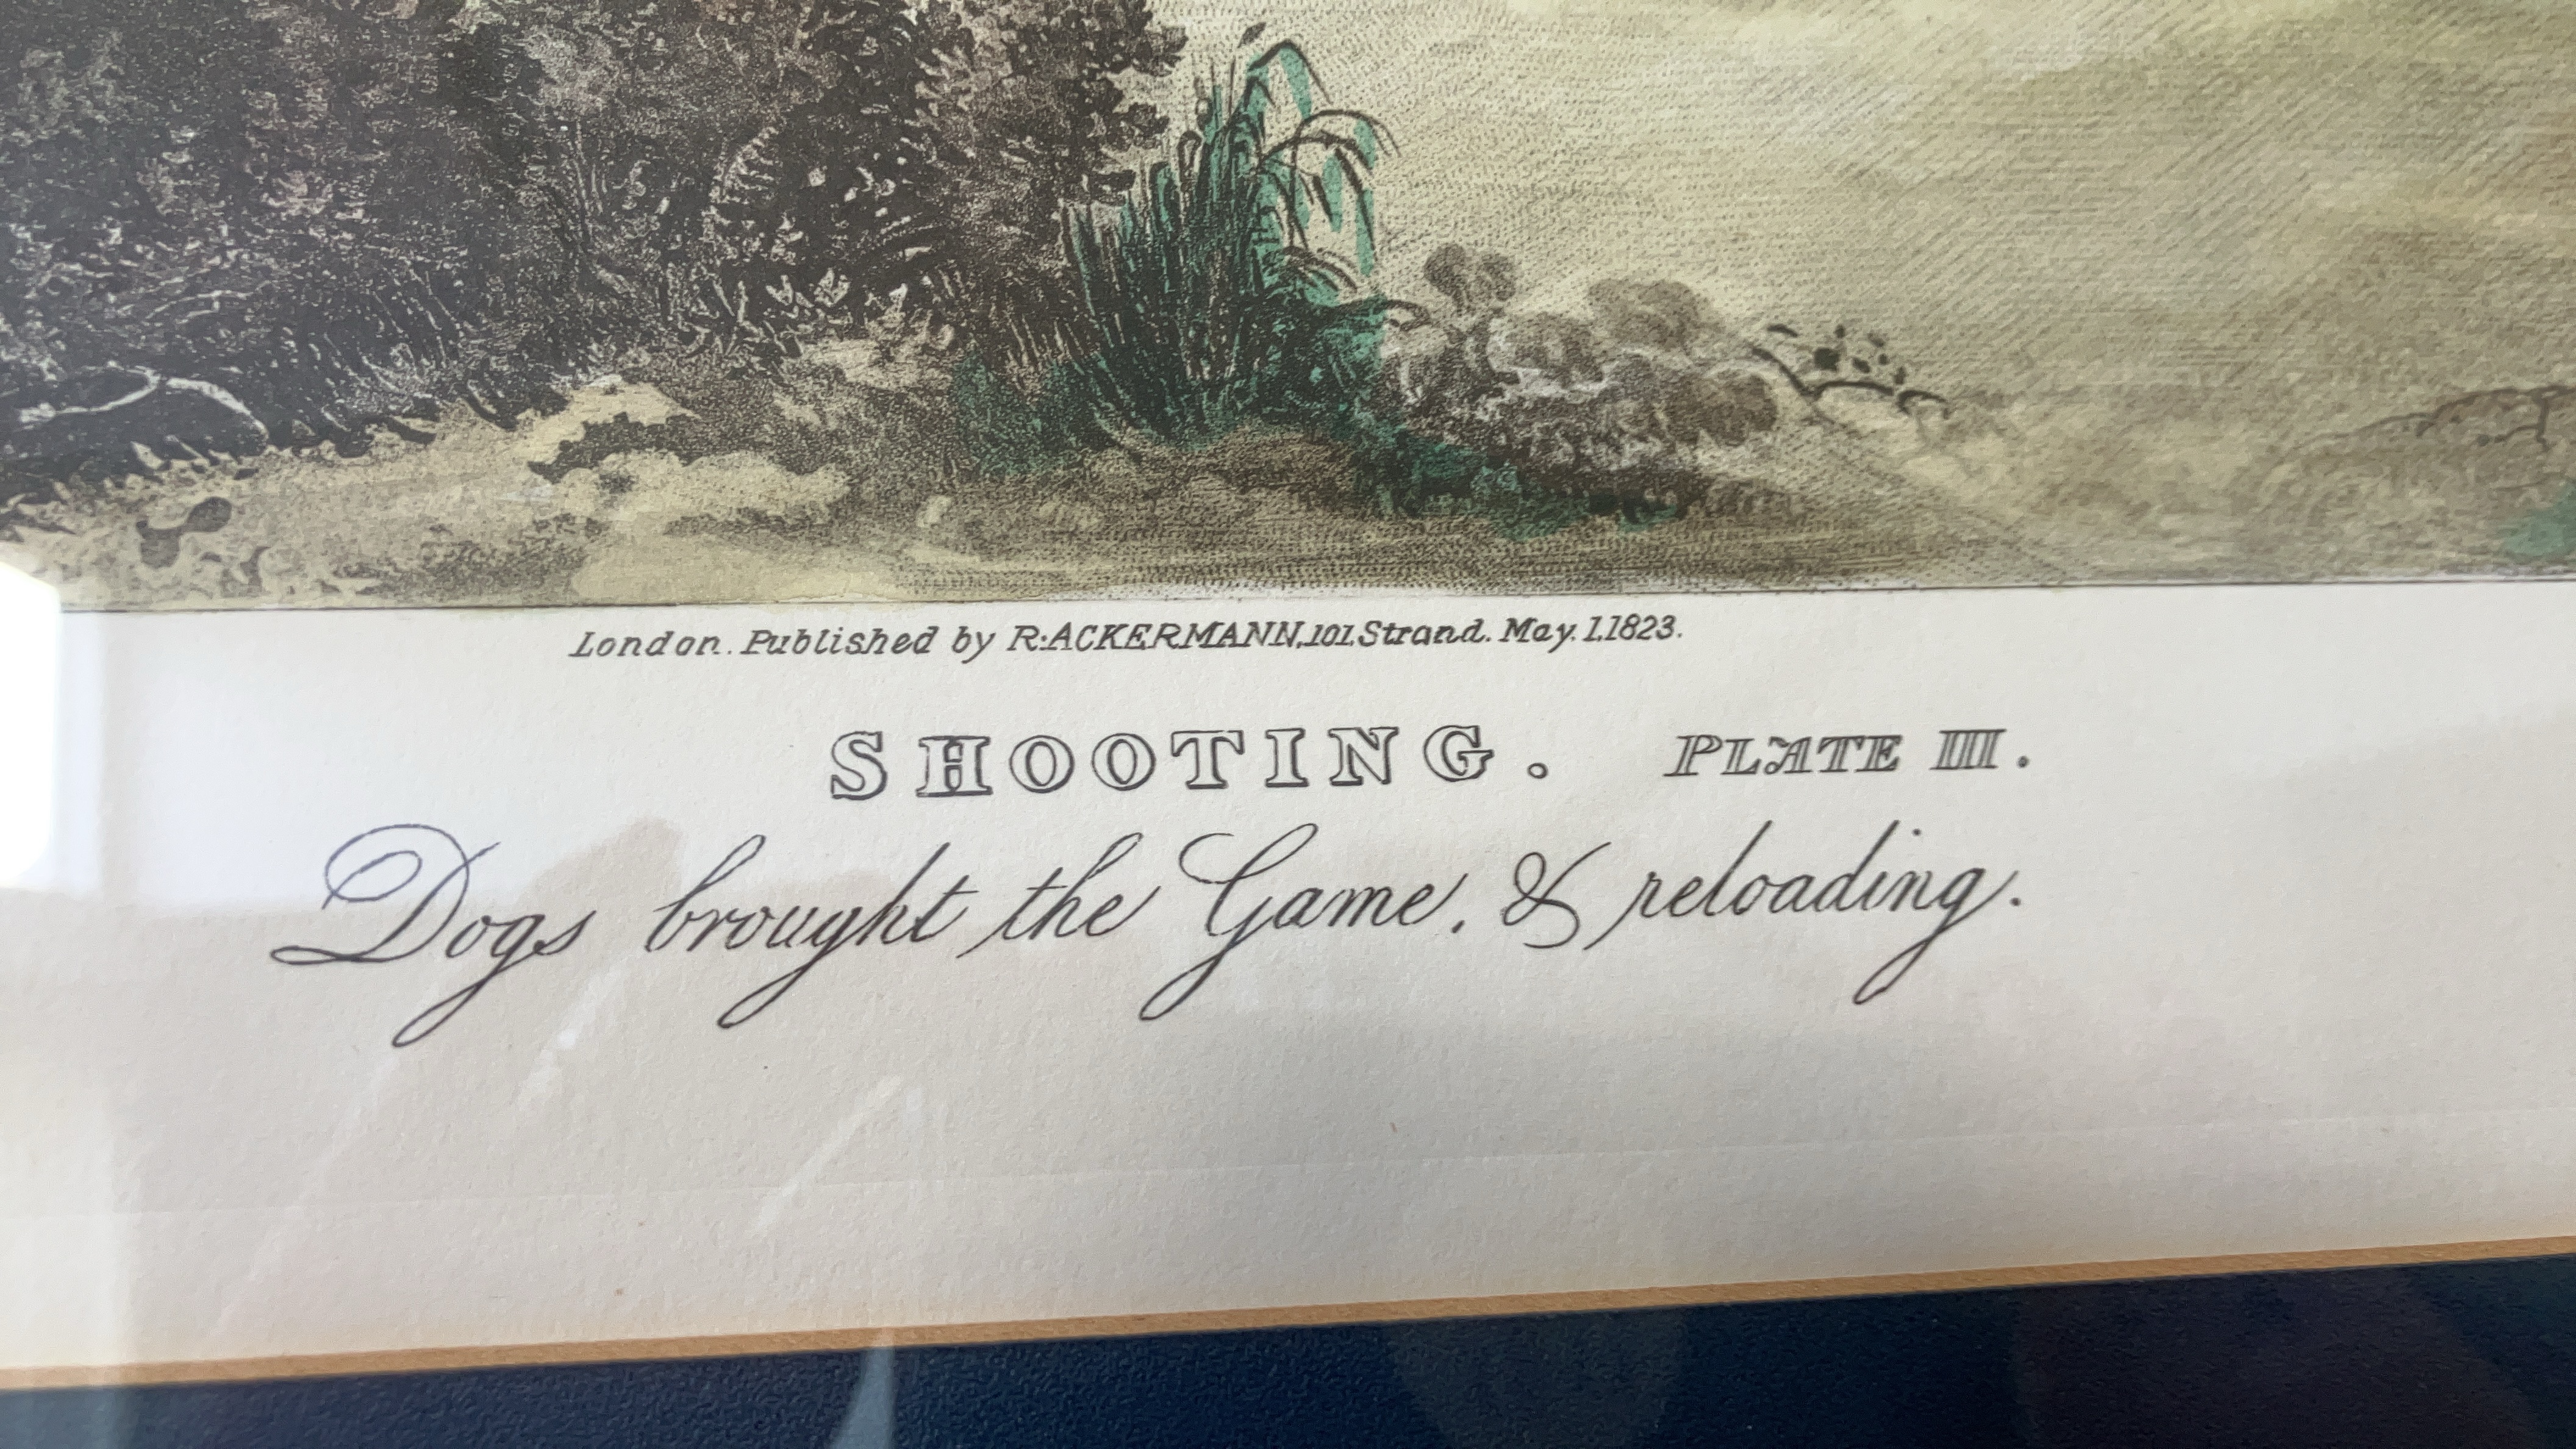 London. Published by R: ACKERMANN, 101, Strand. May. 1, 1823.
SHOOTING. PLATE III.
Dogs brought the Game, & reloading.